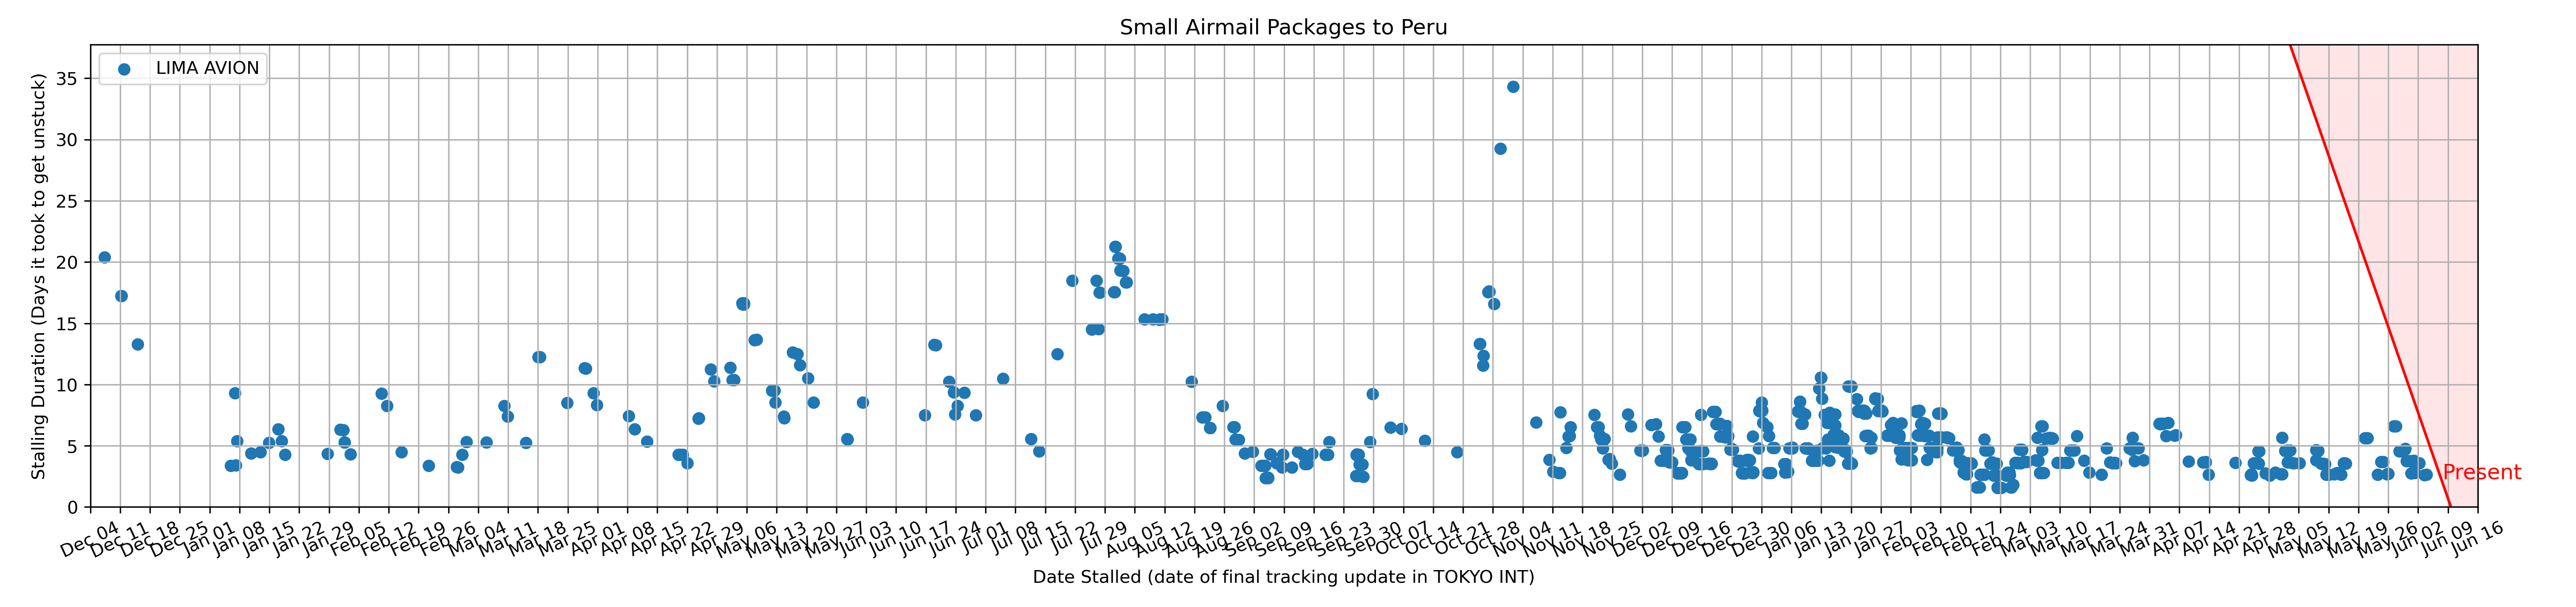 Small Airmail Packages to Peru
LIMA AVION
Stalling Duration (Days it took to get unstuck)
35
30
25
20
15
10
5
0
Present
Dec 04
Dec 11
Dec 18
Dec 25
Jan 01
Jan 08
Jan 15
Jan 22
Jan 29
Feb 05
Feb 12
Feb 19
Feb 26
Mar 04
Mar 11
Mar 18
Mar 25
Apr 01
Apr 08
Apr 15
Apr 22
Apr 29
May 06
May 13
May 20
May 27
Jun 03
Jun 10
Jun 17
Jun 24
Jul 01
Jul 08
Jul 15
Jul 22
Jul 29
Aug 05
Aug 12
Aug 19
Aug 26
Sep 02
Sep 09
Sep 16
Sep 23
Sep 30
Oct 07
Oct 14
Oct 21
Oct 28
Nov 04
Nov 11
Nov 18
Nov 25
Dec 02
Dec 09
Dec 16
Dec 23
Dec 30
Jan 06
Jan 13
Jan 20
Jan 27
Feb 03
Feb 10
Feb 17
Feb 24
Mar 03
Mar 10
Mar 17
Mar 24
Mar 31
Apr 07
Apr 14
Apr 21
Apr 28
May 05
May 12
May 19
May 26
Jun 02
Jun 09
Jun 16
Date Stalled (date of final tracking update in TOKYO INT)